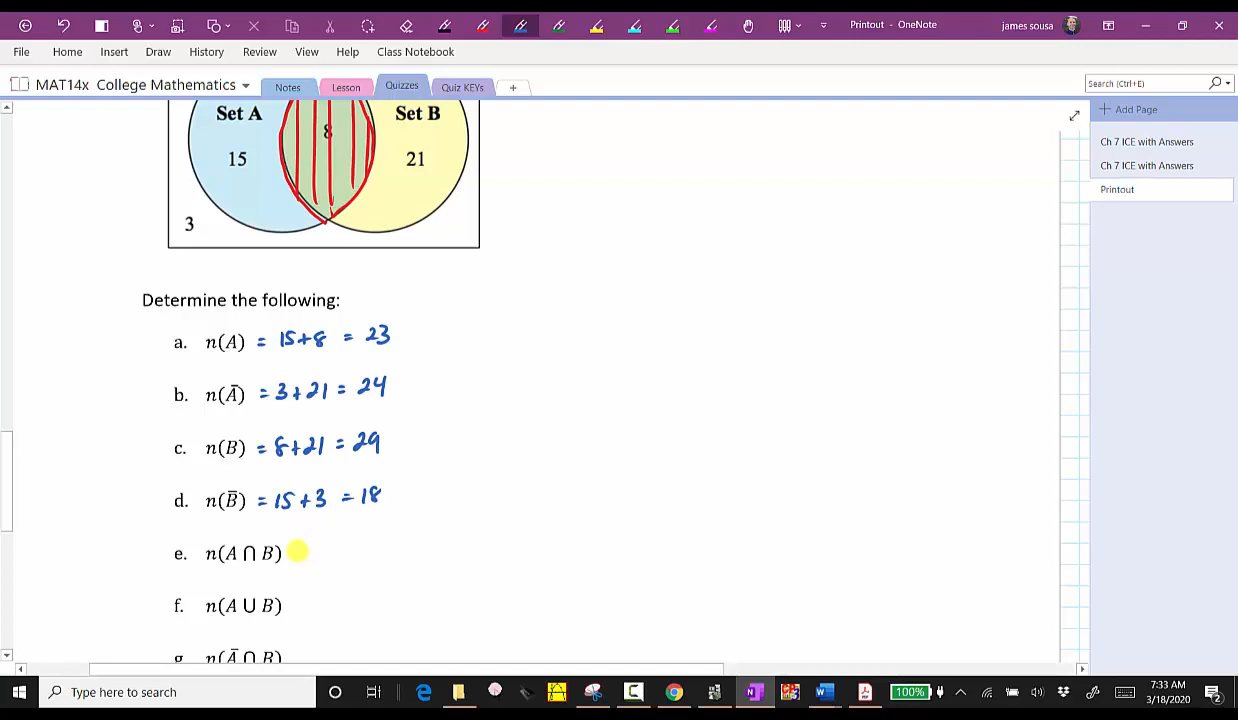 Printout - OneNote
james sousa
File Home Insert Draw History Review View Help Class Notebook
MAT14x College Mathematics
Notes Lesson Quizzes Quiz KEYs +
Search (Ctrl+E)
Add Page
Ch 7 ICE with Answers
Ch 7 ICE with Answers
Printout
Set A Set B
8
15 21
3
Determine the following:
a. n(A) = 15+8 = 23
b. n(Ā) = 3+21 = 24
c. n(B) = 8+21 = 29
d. n(B̄) = 15+3 = 18
e. n(A ⋂ B)
f. n(A ⋃ B)
g. n(Ā ⋂ B)
Type here to search
100%
7:33 AM
3/18/2020
2